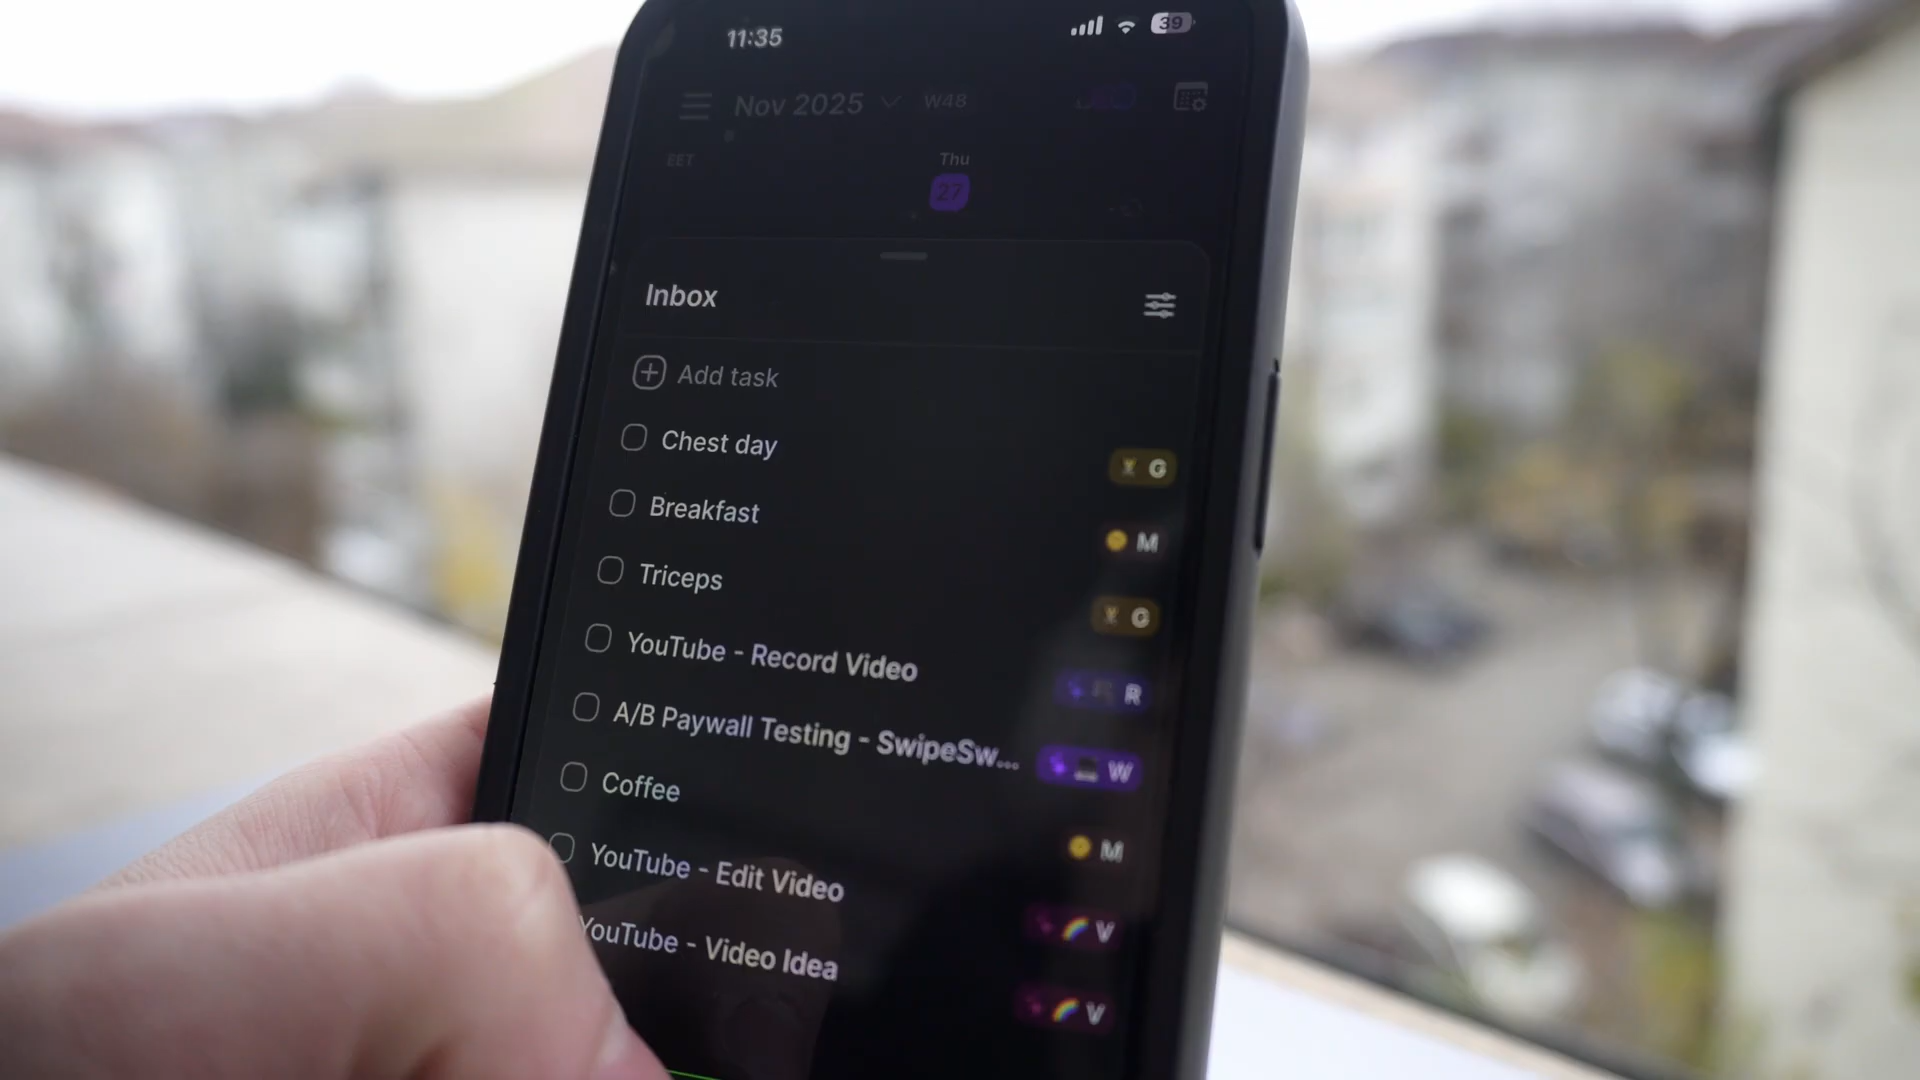 11:35
39
Nov 2025 W48
EET
Thu
27
Inbox
Add task
Chest day
G
Breakfast
M
Triceps
G
YouTube - Record Video
R
A/B Paywall Testing - SwipeSw...
W
Coffee
M
YouTube - Edit Video
V
YouTube - Video Idea
V